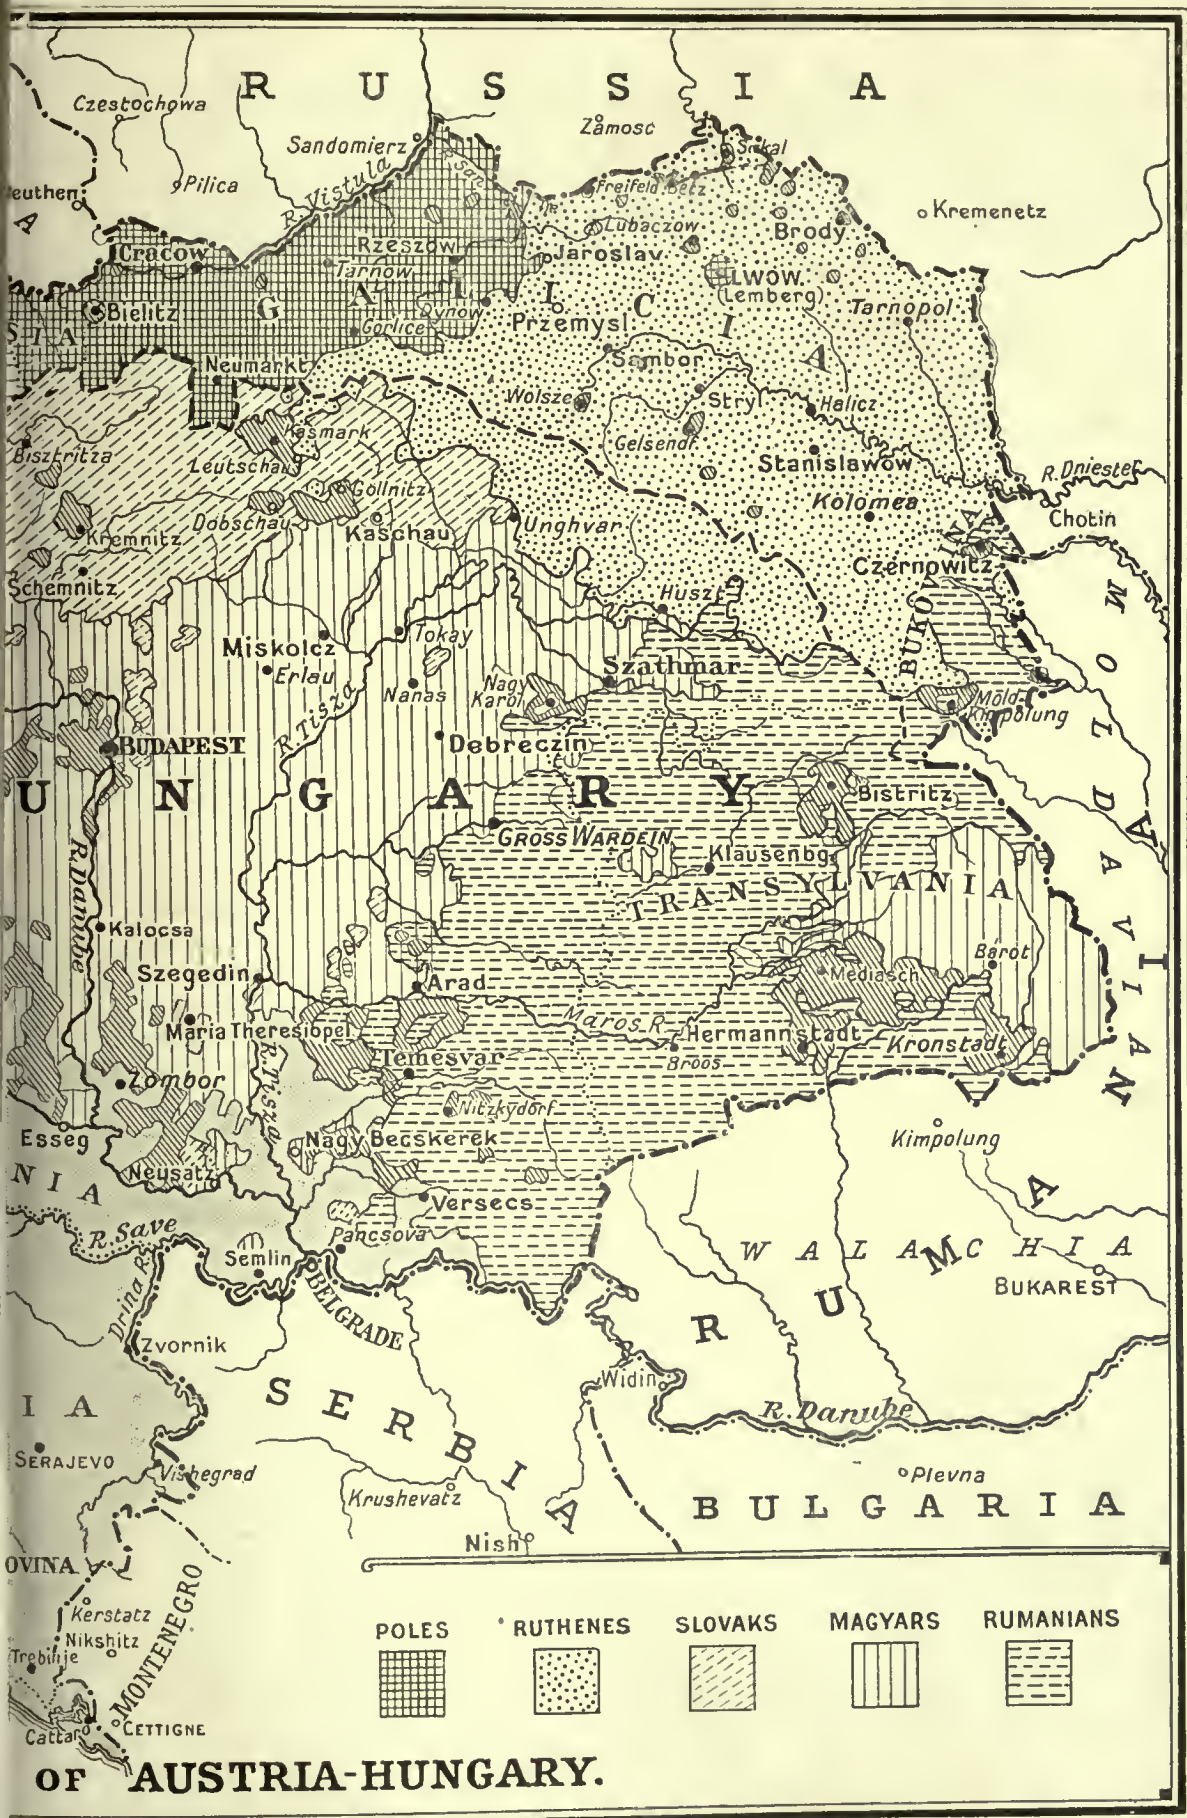 RUSSIA
Czestochowa
Sandomierz
Zamosc
Sokal
Pilica
R. Vistula
San
Freifeld
Betz
euthen
Kremenetz
A
Lubaczow
Brody
Cracow
Rzeszow
Jaroslav
Tarnow
LWOW
(Lemberg)
GALICIA
Bielitz
Dynow
Tarnopol
Gorlice
Przemysl
SIA
Sambor
Neumarkt
Wolsze
Stryj
Halicz
Kasmark
Gelsendf
Bisztritza
Leutschau
Stanislawow
R. Dniester
Gollnitz
Kolomea
Dobschau
Unghvar
Chotin
Kremnitz
Kaschau
Czernowitz
Schemnitz
Huszt
BUKOVINA
MOLDAVIA
Miskolcz
Tokay
Erlau
Szathmar
Nanas
Nagy
Karol
Mold.
Kimpolung
R. Tisza
BUDAPEST
Debreczin
UNGARY
Bistritz
GROSS WARDEIN
Klausenbg.
TRANSYLVANIA
R. Danube
Kalocsa
Barot
Szegedin
Mediasch
Arad
Maros R.
Maria Theresiopel
Hermannstadt
Kronstadt
Temesvar
Broos
R. Tisza
Zombor
Nitzkydorf
Esseg
Nagy Becskerek
Kimpolung
Neusatz
NIA
Versecs
R. Save
Pancsova
Semlin
WALACHIA
Drina R.
BELGRADE
BUKAREST
RUMANIA
Zvornik
Widin
SERBIA
IA
R. Danube
SERAJEVO
Vishegrad
Plevna
Krushevatz
BULGARIA
Nish
OVINA
Kerstatz
Nikshitz
Trebinje
MONTENEGRO
Cattaro
CETTIGNE
POLES RUTHENES SLOVAKS MAGYARS RUMANIANS
OF AUSTRIA-HUNGARY.